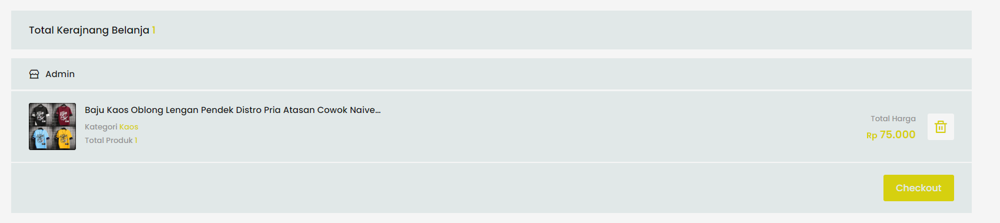 Total Kerajnang Belanja 1
Admin
Baju Kaos Oblong Lengan Pendek Distro Pria Atasan Cowok Naive...
Kategori Kaos
Total Produk 1
Total Harga
Rp 75.000
Checkout